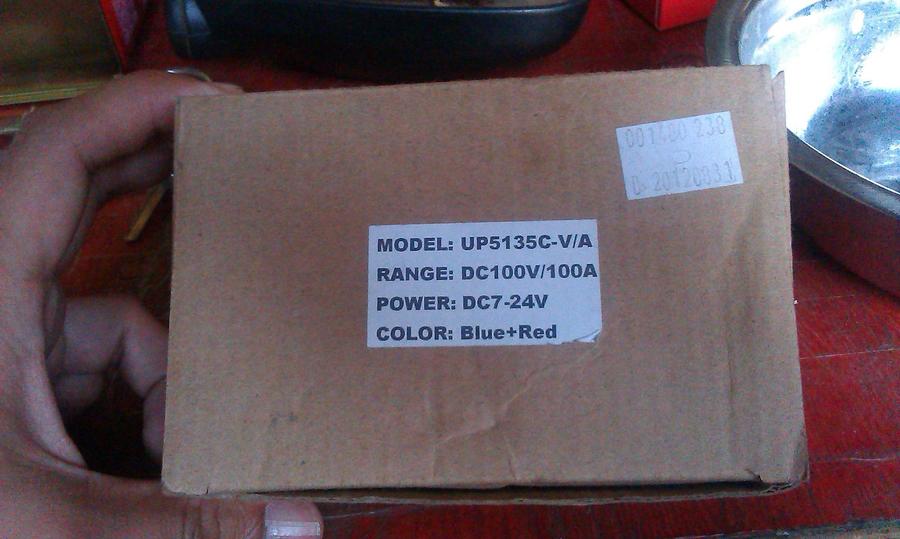 MODEL: UP5135C-V/A
RANGE: DC100V/100A
POWER: DC7-24V
COLOR: Blue+Red